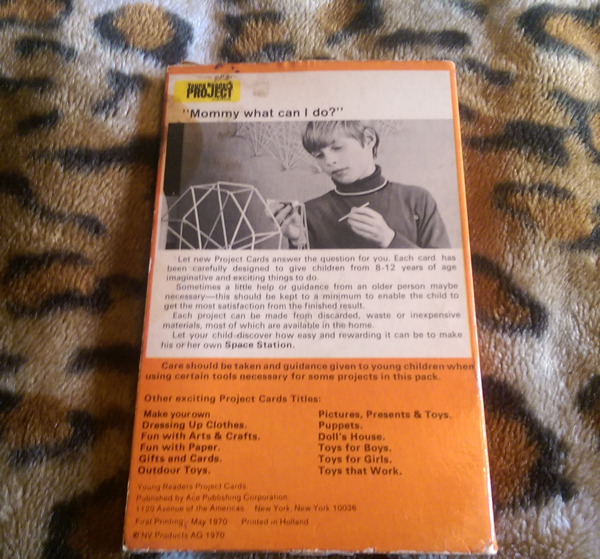 YOUNG READERS
PROJECT
"Mommy what can I do?"
Let new Project Cards answer the question for you. Each card has
been carefully designed to give children from 8-12 years of age
imaginative and exciting things to do.
Sometimes a little help or guidance from an older person maybe
necessary—this should be kept to a minimum to enable the child to
get the most satisfaction from the finished result.
Each project can be made from discarded, waste or inexpensive
materials, most of which are available in the home.
Let your child discover how easy and rewarding it can be to make
his or her own Space Station.
Care should be taken and guidance given to young children when
using certain tools necessary for some projects in this pack.
Other exciting Project Cards Titles:
Make your own
Dressing Up Clothes.
Fun with Arts & Crafts.
Fun with Paper.
Gifts and Cards.
Outdoor Toys.
Pictures, Presents & Toys.
Puppets.
Doll's House.
Toys for Boys.
Toys for Girls.
Toys that Work.
Young Readers Project Cards.
Published by Ace Publishing Corporation,
1120 Avenue of the Americas New York, New York 10036
First Printing: May 1970 Printed in Holland
© NV Products AG 1970